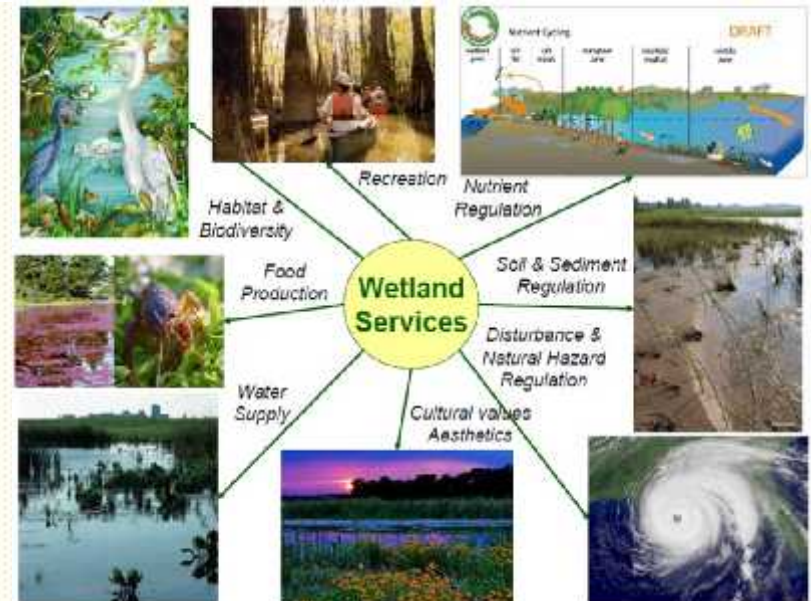 Nutrient Cycling
DRAFT
Recreation
Nutrient
Regulation
Habitat &
Biodiversity
Food
Production
Soil & Sediment
Regulation
Wetland
Services
Disturbance &
Natural Hazard
Regulation
Water
Supply
Cultural values
Aesthetics